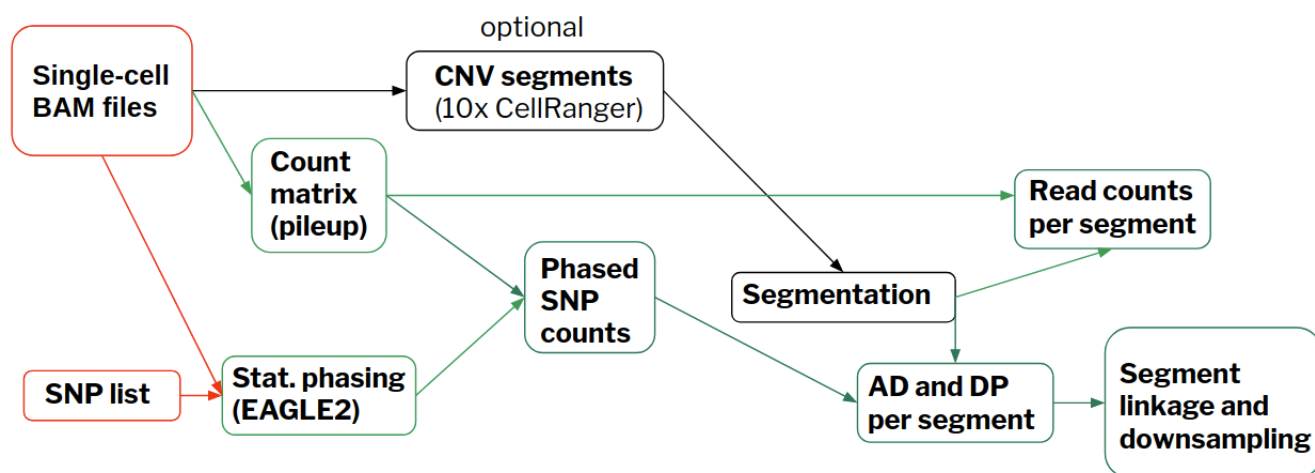 optional
Single-cell
BAM files
CNV segments
(10x CellRanger)
Count
matrix
(pileup)
Read counts
per segment
Phased
SNP
counts
Segmentation
SNP list
Stat. phasing
(EAGLE2)
AD and DP
per segment
Segment
linkage and
downsampling